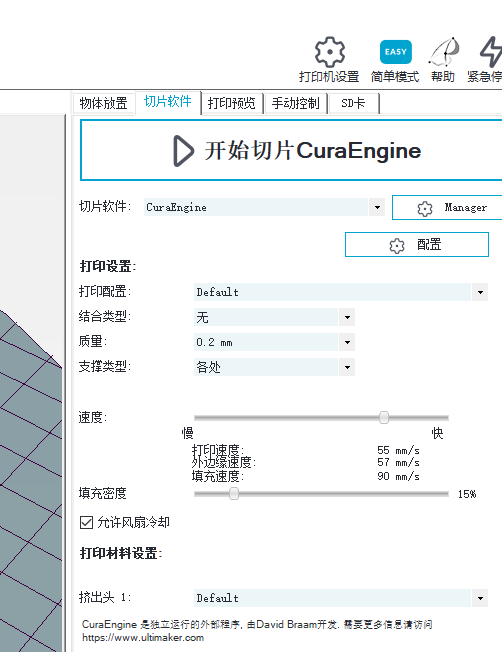 EASY
打印机设置 简单模式 帮助 紧急停
物体放置 切片软件 打印预览 手动控制 SD卡
开始切片CuraEngine
切片软件: CuraEngine Manager
配置
打印设置:
打印配置: Default
结合类型: 无
质量: 0.2 mm
支撑类型: 各处
速度:
慢 快
打印速度: 55 mm/s
外边缘速度: 57 mm/s
填充速度: 90 mm/s
填充密度 15%
允许风扇冷却
打印材料设置:
挤出头 1: Default
CuraEngine 是独立运行的外部程序, 由David Braam开发. 需要更多信息请访问
https://www.ultimaker.com